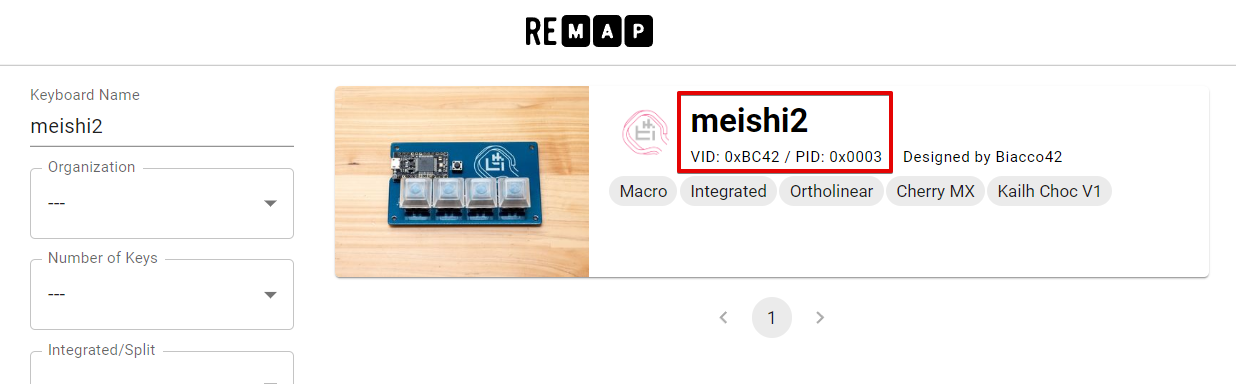 REMAP
Keyboard Name
meishi2
Organization
---
Number of Keys
---
Integrated/Split
meishi2
VID: 0xBC42 / PID: 0x0003 Designed by Biacco42
Macro Integrated Ortholinear Cherry MX Kailh Choc V1
1